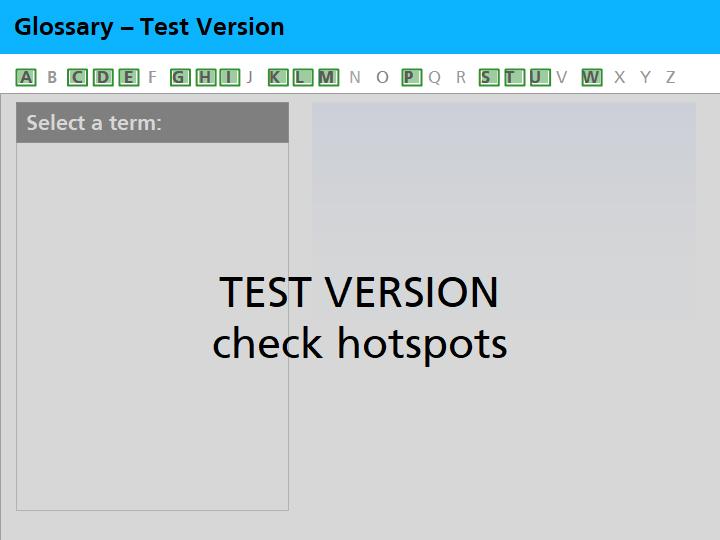 Glossary – Test Version
A B C D E F G H I J K L M N O P Q R S T U V W X Y Z
Select a term:
TEST VERSION
check hotspots